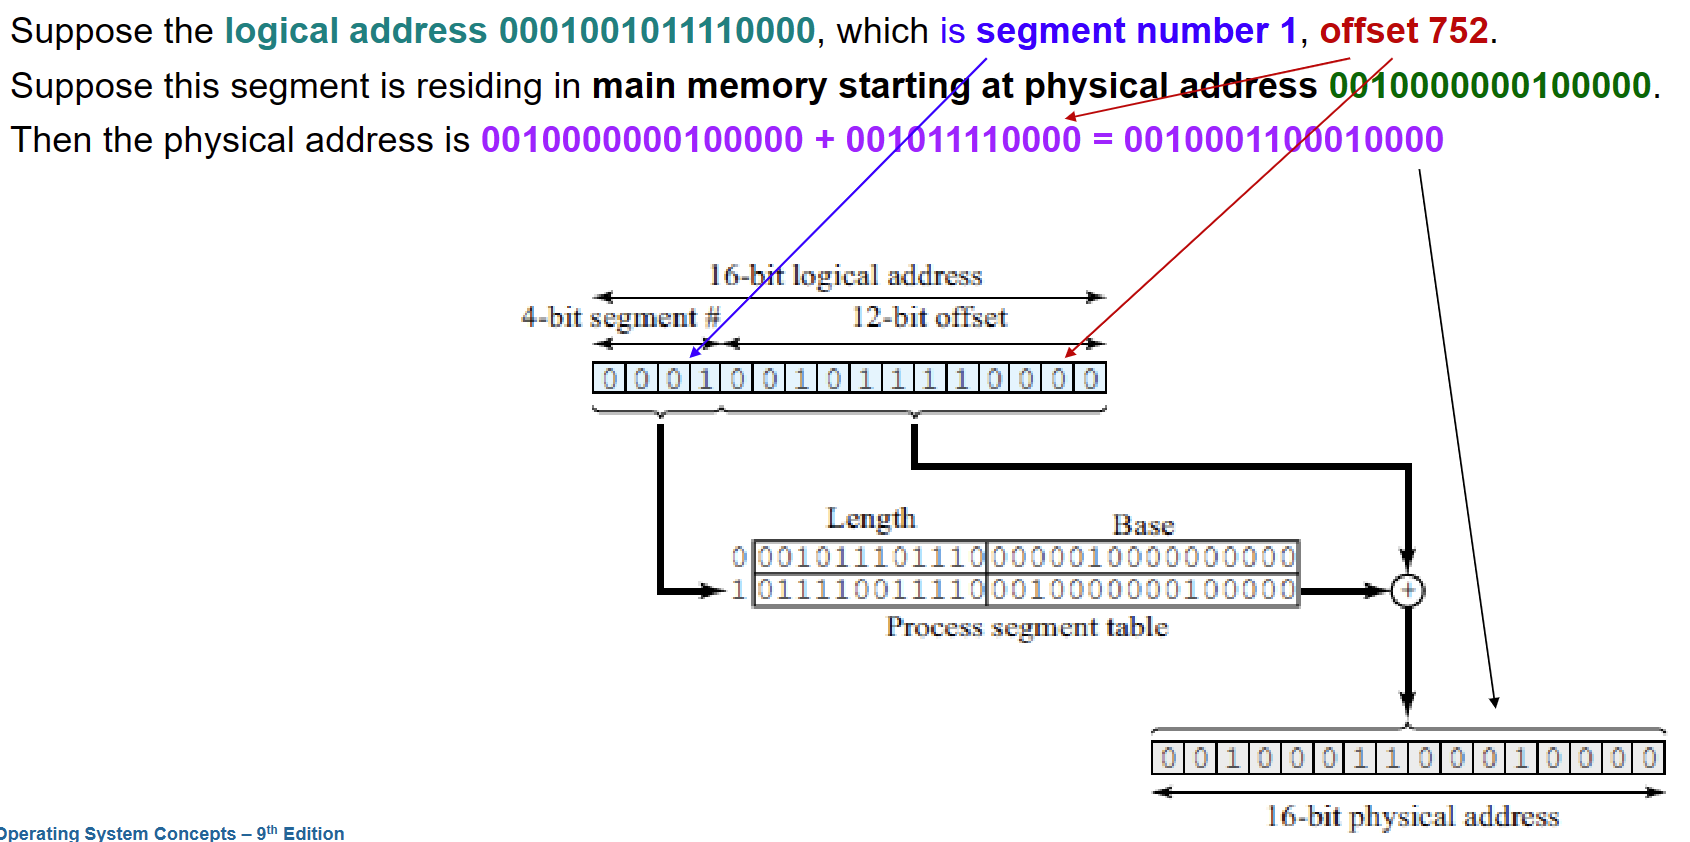 Suppose the logical address 0001001011110000, which is segment number 1, offset 752.
Suppose this segment is residing in main memory starting at physical address 0010000000100000.
Then the physical address is 0010000000100000 + 001011110000 = 0010001100010000
16-bit logical address
4-bit segment # 12-bit offset
0 0 0 1 0 0 1 0 1 1 1 1 0 0 0 0
Length Base
0 001011101110 0000010000000000
1 011110011110 0010000000100000
+
Process segment table
0 0 1 0 0 0 1 1 0 0 0 1 0 0 0 0
16-bit physical address
Operating System Concepts – 9th Edition